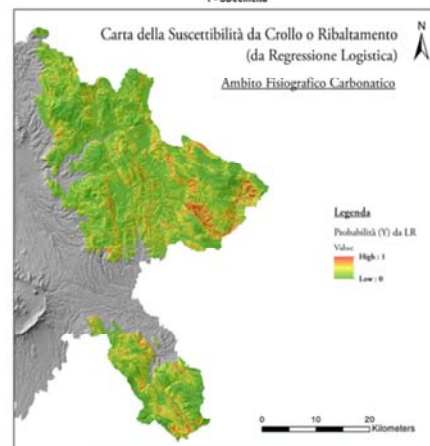 Carta della Suscettibilità da Crollo o Ribaltamento
(da Regressione Logistica)
Ambito Fisiografico Carbonatico
N
Legenda
Probabilità (Y) da LR
Value
High : 1
Low : 0
0 5 10 20
Kilometers